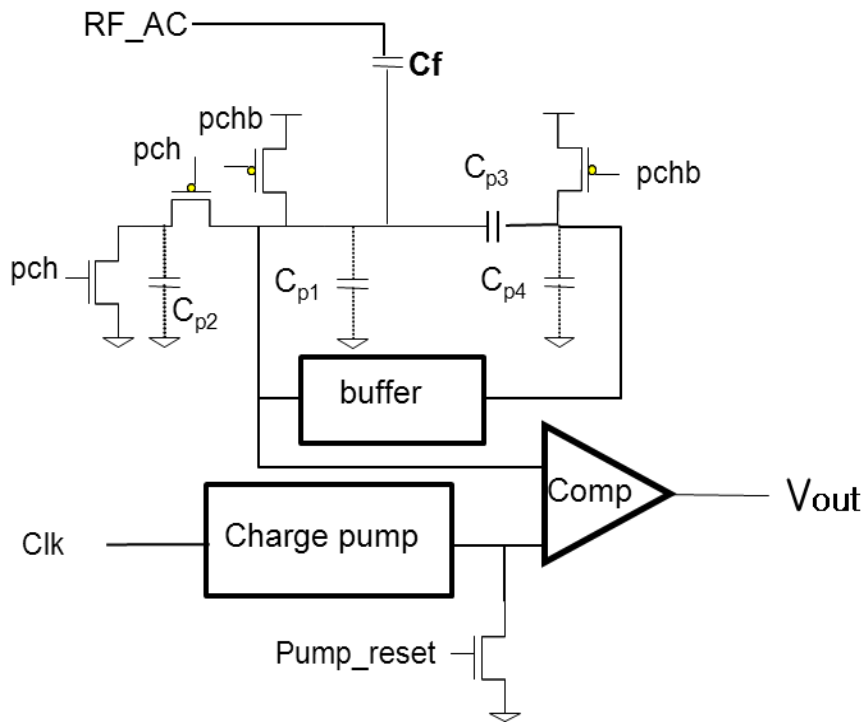 RF_AC
Cf
pchb
pch
Cp3
pchb
pch
Cp2
Cp1
Cp4
buffer
Comp
Vout
Charge pump
Clk
Pump_reset